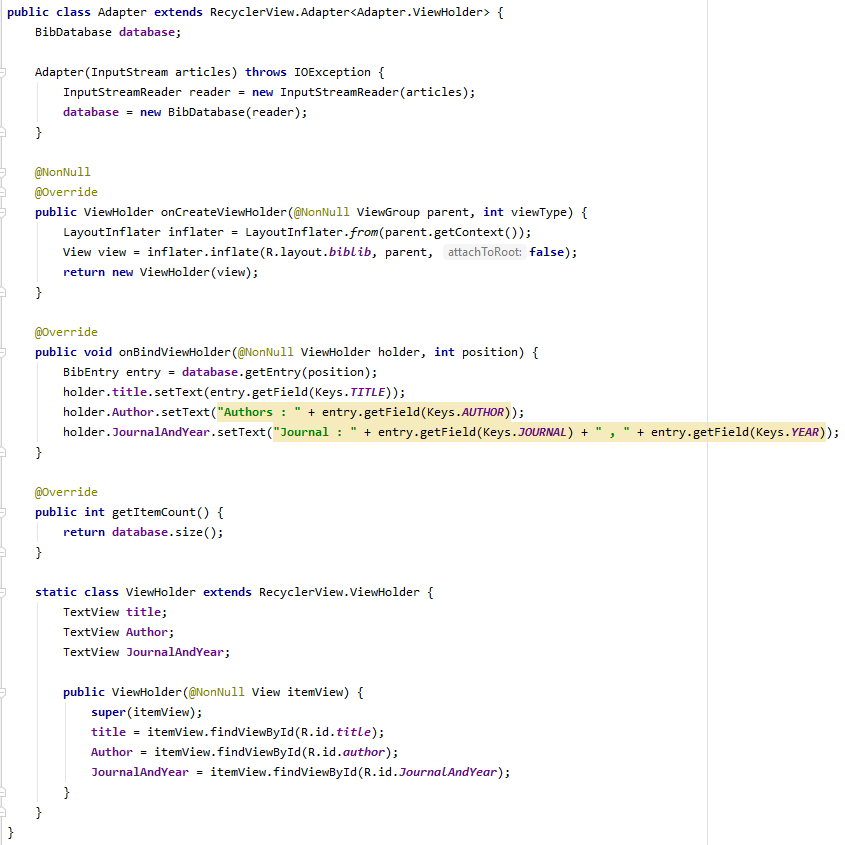 public class Adapter extends RecyclerView.Adapter<Adapter.ViewHolder> {
    BibDatabase database;

    Adapter(InputStream articles) throws IOException {
        InputStreamReader reader = new InputStreamReader(articles);
        database = new BibDatabase(reader);
    }

    @NonNull
    @Override
    public ViewHolder onCreateViewHolder(@NonNull ViewGroup parent, int viewType) {
        LayoutInflater inflater = LayoutInflater.from(parent.getContext());
        View view = inflater.inflate(R.layout.biblib, parent, attachToRoot: false);
        return new ViewHolder(view);
    }

    @Override
    public void onBindViewHolder(@NonNull ViewHolder holder, int position) {
        BibEntry entry = database.getEntry(position);
        holder.title.setText(entry.getField(Keys.TITLE));
        holder.Author.setText("Authors : " + entry.getField(Keys.AUTHOR));
        holder.JournalAndYear.setText("Journal : " + entry.getField(Keys.JOURNAL) + " , " + entry.getField(Keys.YEAR));
    }

    @Override
    public int getItemCount() {
        return database.size();
    }

    static class ViewHolder extends RecyclerView.ViewHolder {
        TextView title;
        TextView Author;
        TextView JournalAndYear;

        public ViewHolder(@NonNull View itemView) {
            super(itemView);
            title = itemView.findViewById(R.id.title);
            Author = itemView.findViewById(R.id.author);
            JournalAndYear = itemView.findViewById(R.id.JournalAndYear);
        }
    }
}